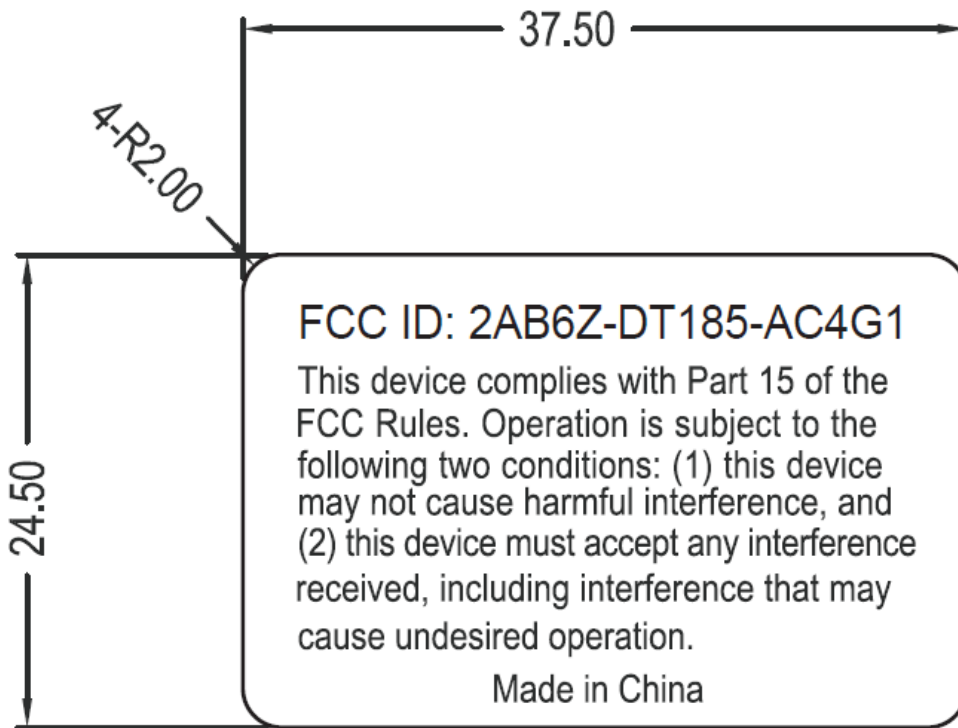 37.50
4-R2.00
24.50
FCC ID: 2AB6Z-DT185-AC4G1
This device complies with Part 15 of the
FCC Rules. Operation is subject to the
following two conditions: (1) this device
may not cause harmful interference, and
(2) this device must accept any interference
received, including interference that may
cause undesired operation.
Made in China